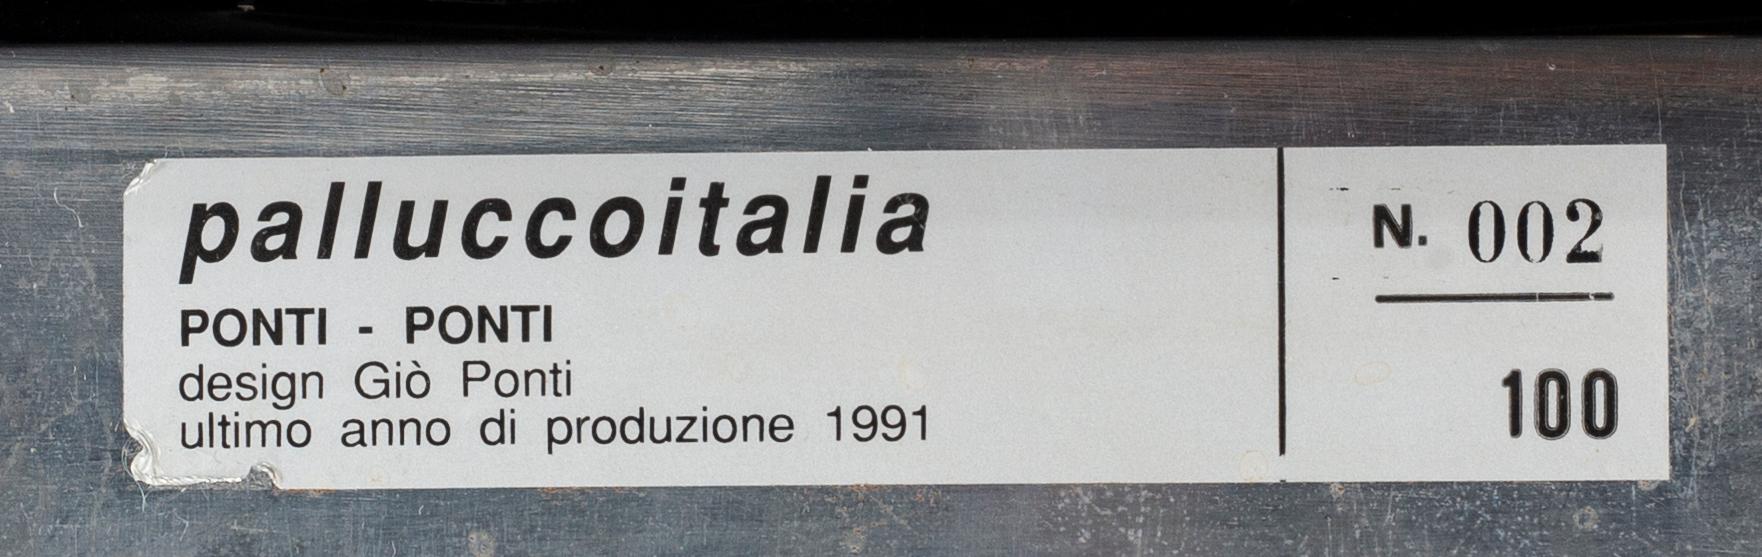 palluccoitalia
PONTI - PONTI
design Giò Ponti
ultimo anno di produzione 1991
N. 002
100